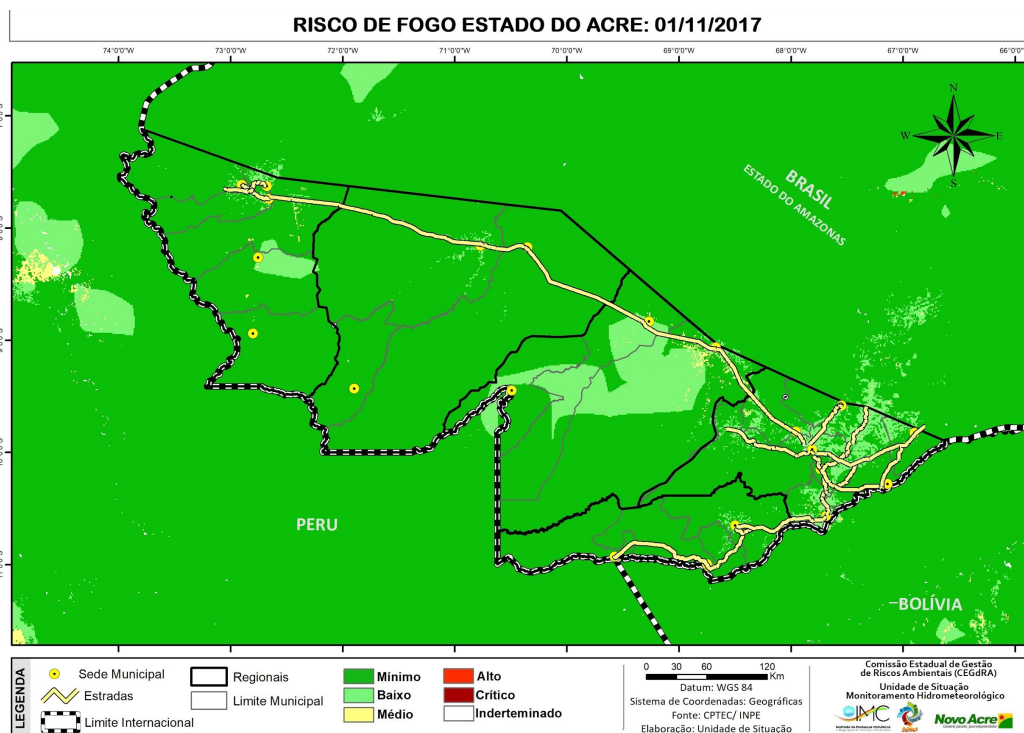 RISCO DE FOGO ESTADO DO ACRE: 01/11/2017
74°0'0"W 73°0'0"W 72°0'0"W 71°0'0"W 70°0'0"W 69°0'0"W 68°0'0"W 67°0'0"W
N
W E
S
BRASIL
ESTADO DO AMAZONAS
PERU
BOLÍVIA
LEGENDA
Sede Municipal
Estradas
Limite Internacional
Regionais
Limite Municipal
Mínimo
Baixo
Médio
Alto
Crítico
Inderteminado
0 30 60 120
Km
Datum: WGS 84
Sistema de Coordenadas: Geográficas
Fonte: CPTEC/ INPE
Elaboração: Unidade de Situação
Comissão Estadual de Gestão
de Riscos Ambientais (CEGdRA)
Unidade de Situação
Monitoramento Hidrometeorológico
IMC
Novo Acre